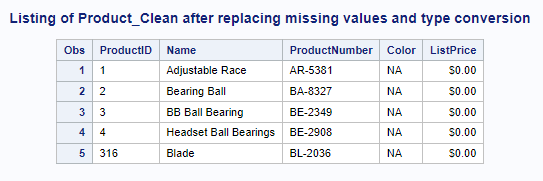 Listing of Product_Clean after replacing missing values and type conversion
Obs ProductID Name ProductNumber Color ListPrice
1 1 Adjustable Race AR-5381 NA $0.00
2 2 Bearing Ball BA-8327 NA $0.00
3 3 BB Ball Bearing BE-2349 NA $0.00
4 4 Headset Ball Bearings BE-2908 NA $0.00
5 316 Blade BL-2036 NA $0.00